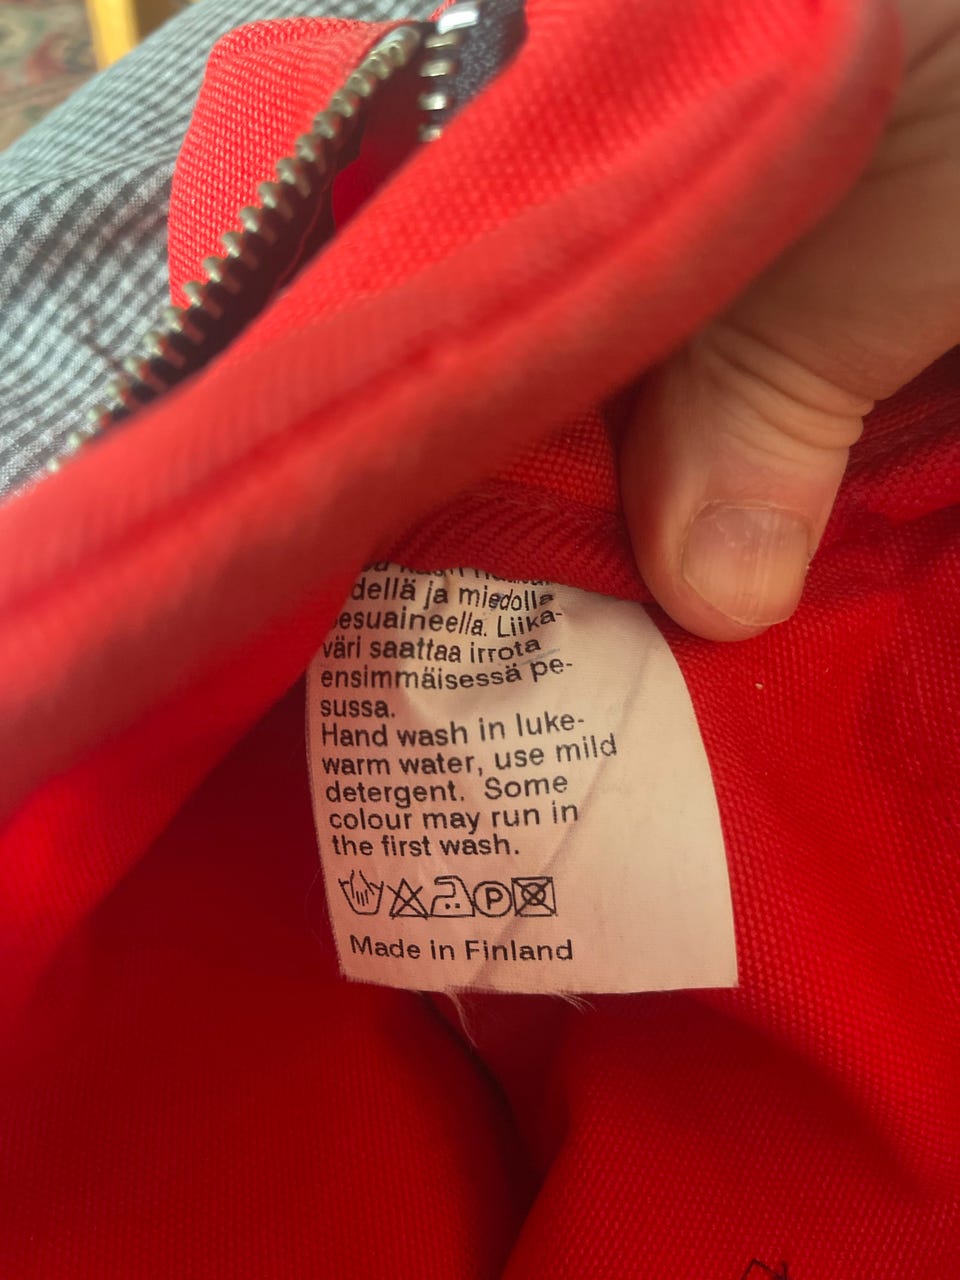 dellä ja miedolla
esuaineella. Liika-
väri saattaa irrota
ensimmäisessä pe-
sussa.
Hand wash in luke-
warm water, use mild
detergent. Some
colour may run in
the first wash.
P
Made in Finland